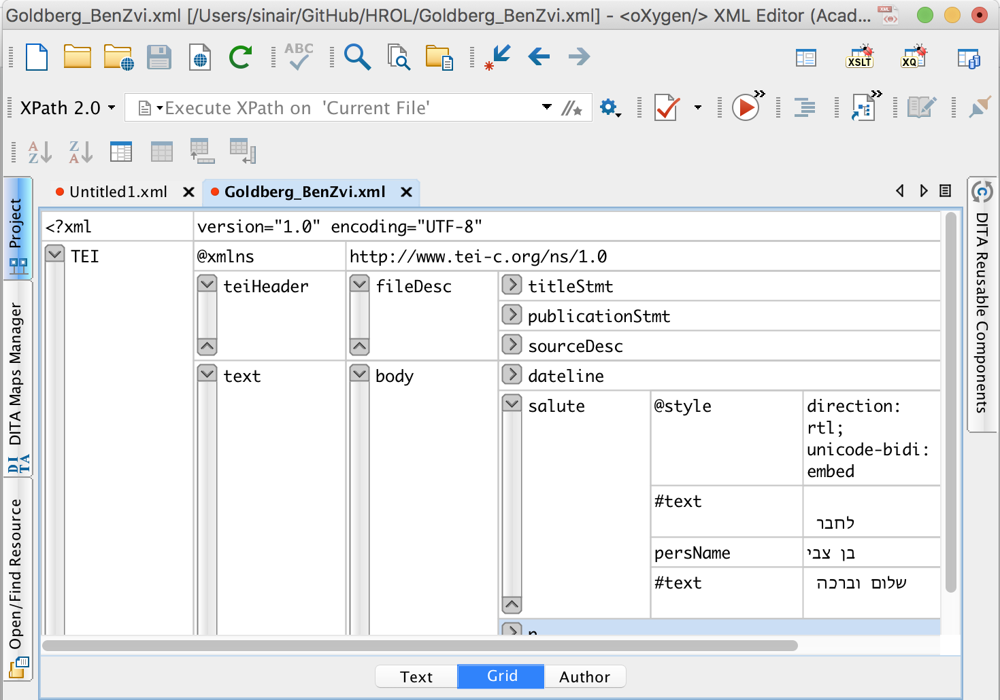 Goldberg_BenZvi.xml [/Users/sinair/GitHub/HROL/Goldberg_BenZvi.xml] - <oXygen/> XML Editor (Acad...
XML
ABC
XSLT
XQ
XPath 2.0
Execute XPath on 'Current File'
A Z
Z A
Untitled1.xml
Goldberg_BenZvi.xml
Project
DITA Maps Manager
Open/Find Resource
DITA Reusable Components
<?xml version="1.0" encoding="UTF-8"
TEI @xmlns http://www.tei-c.org/ns/1.0
teiHeader fileDesc titleStmt
publicationStmt
sourceDesc
text body dateline
salute @style direction:
rtl;
unicode-bidi:
embed
#text
לחבר
persName בן צבי
#text שלום וברכה
Text Grid Author